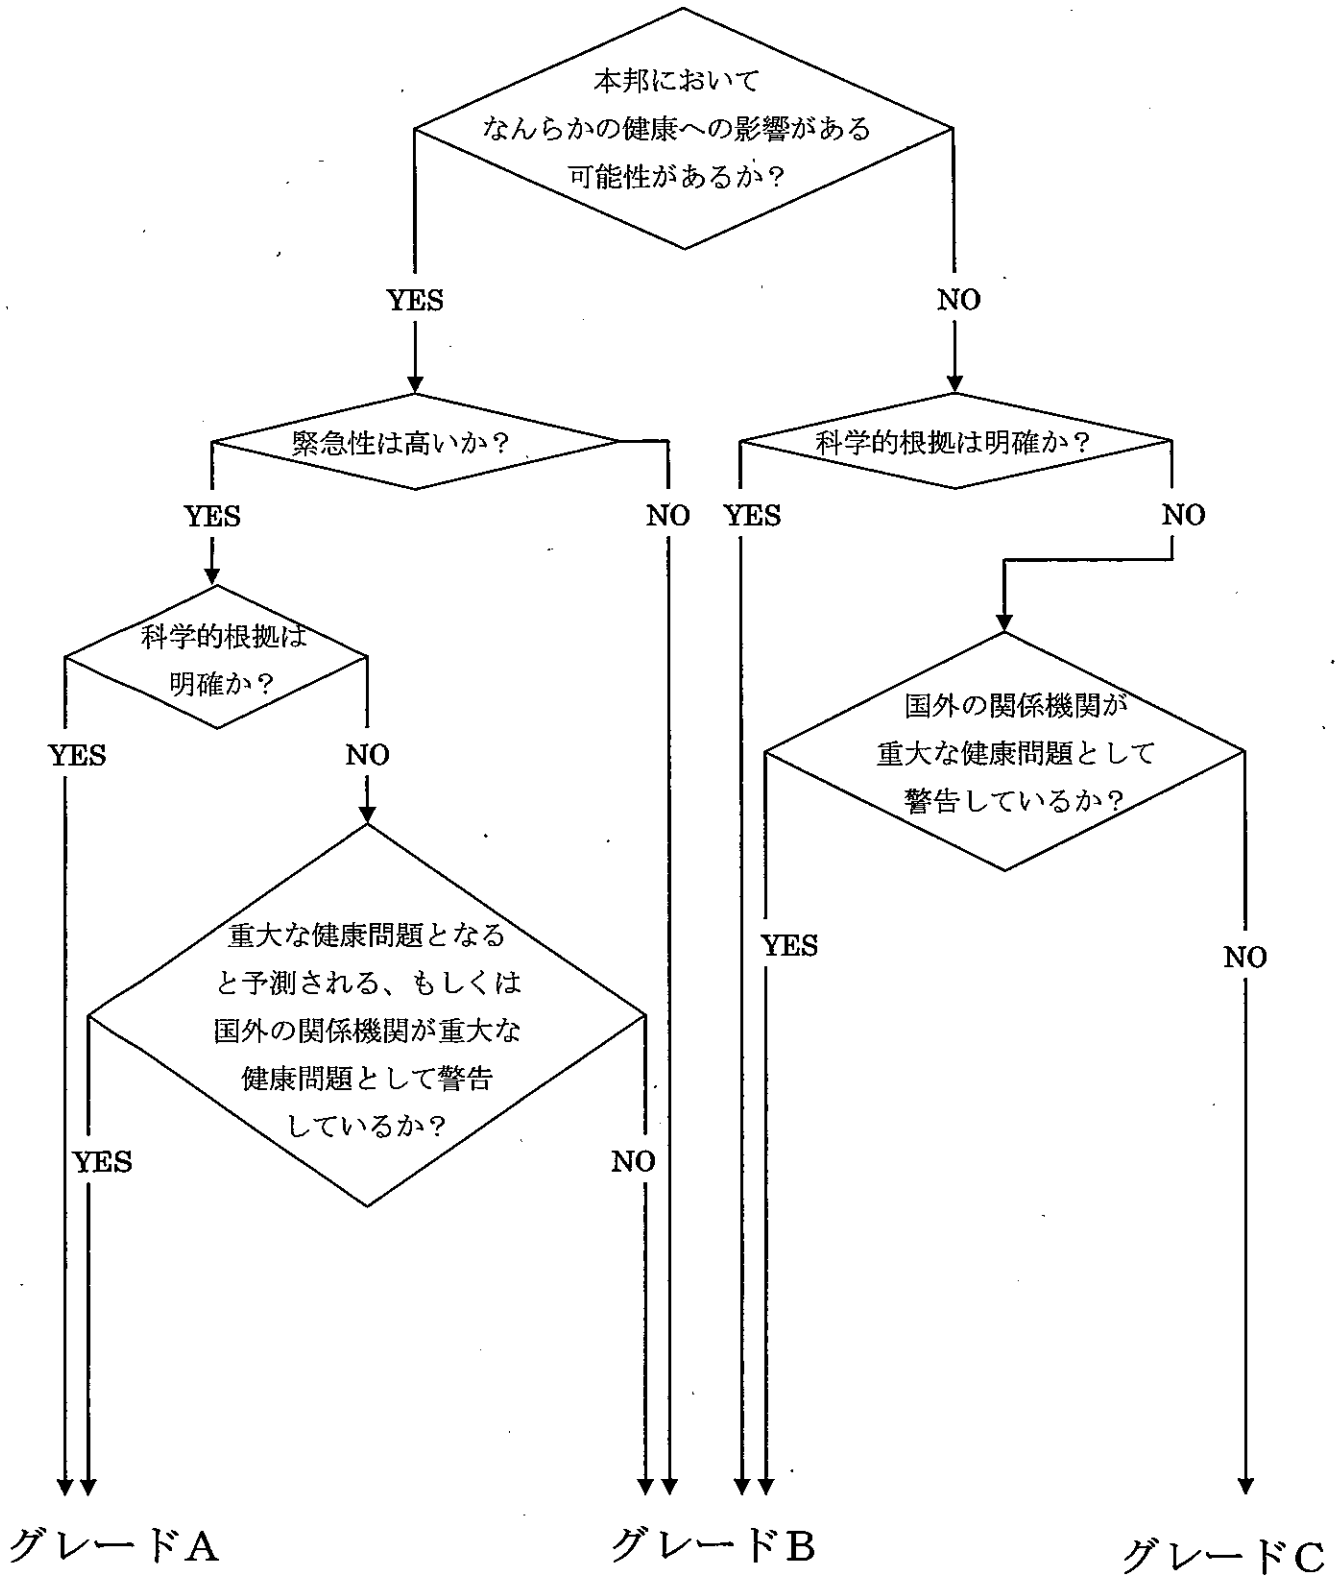 本邦において
なんらかの健康への影響がある
可能性があるか？
YES
NO
緊急性は高いか？
科学的根拠は明確か？
YES
NO
YES
NO
科学的根拠は
明確か？
国外の関係機関が
重大な健康問題として
警告しているか？
YES
NO
重大な健康問題となる
と予測される、もしくは
国外の関係機関が重大な
健康問題として警告
しているか？
YES
NO
YES
NO
グレードA
グレードB
グレードC